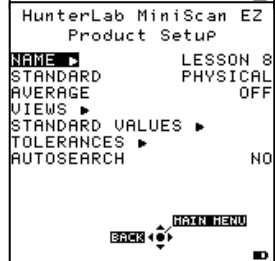 HunterLab MiniScan EZ
Product Setup
NAME ▶ LESSON 8
STANDARD PHYSICAL
AVERAGE OFF
VIEWS ▶
STANDARD VALUES ▶
TOLERANCES ▶
AUTOSEARCH NO
MAIN MENU
BACK